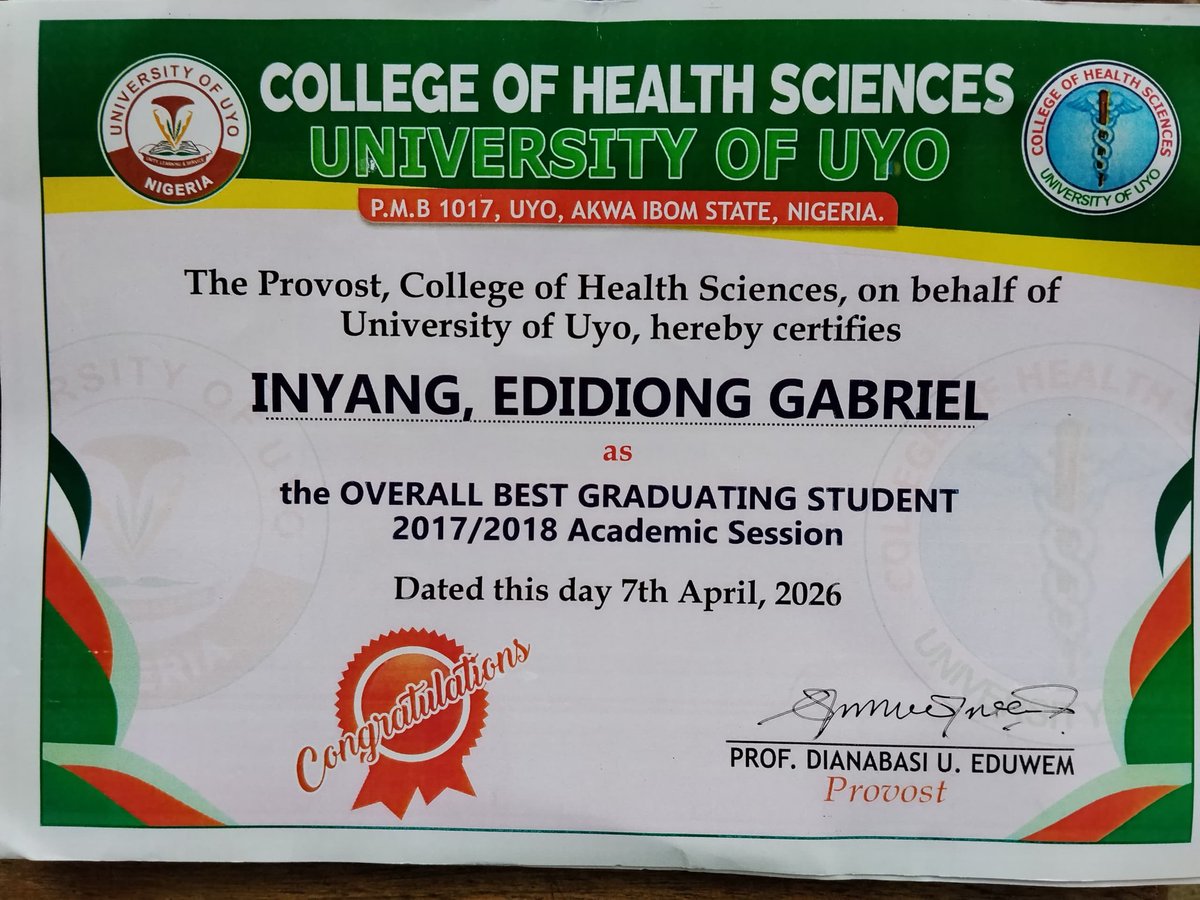 COLLEGE OF HEALTH SCIENCES
UNIVERSITY OF UYO
P.M.B 1017, UYO, AKWA IBOM STATE, NIGERIA.
UNIVERSITY OF UYO
UNITY LEARNING & SERVICE
NIGERIA
COLLEGE OF HEALTH SCIENCES
UNIVERSITY OF UYO
The Provost, College of Health Sciences, on behalf of
University of Uyo, hereby certifies
INYANG, EDIDIONG GABRIEL
as
the OVERALL BEST GRADUATING STUDENT
2017/2018 Academic Session
Dated this day 7th April, 2026
Congratulations
PROF. DIANABASI U. EDUWEM
Provost